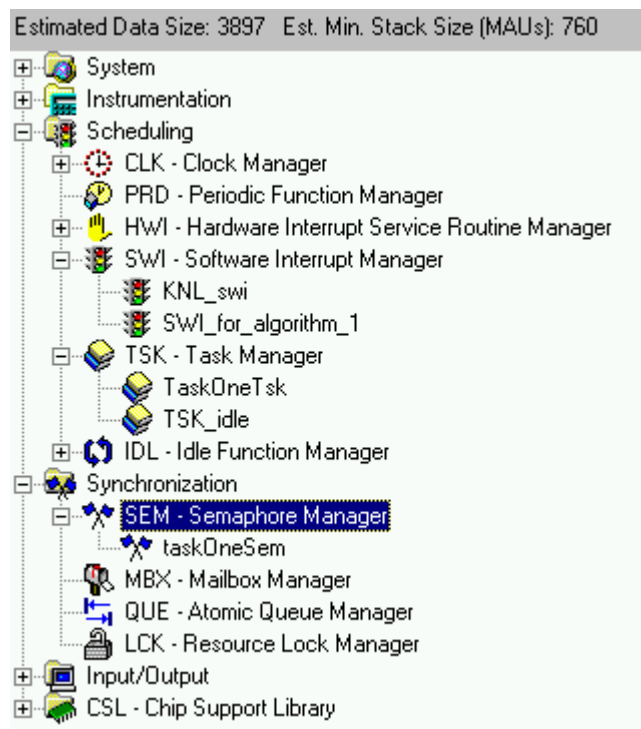 Estimated Data Size: 3897 Est. Min. Stack Size (MAUs): 760
System
Instrumentation
Scheduling
CLK - Clock Manager
PRD - Periodic Function Manager
HWI - Hardware Interrupt Service Routine Manager
SWI - Software Interrupt Manager
KNL_swi
SWI_for_algorithm_1
TSK - Task Manager
TaskOneTsk
TSK_idle
IDL - Idle Function Manager
Synchronization
SEM - Semaphore Manager
taskOneSem
MBX - Mailbox Manager
QUE - Atomic Queue Manager
LCK - Resource Lock Manager
Input/Output
CSL - Chip Support Library